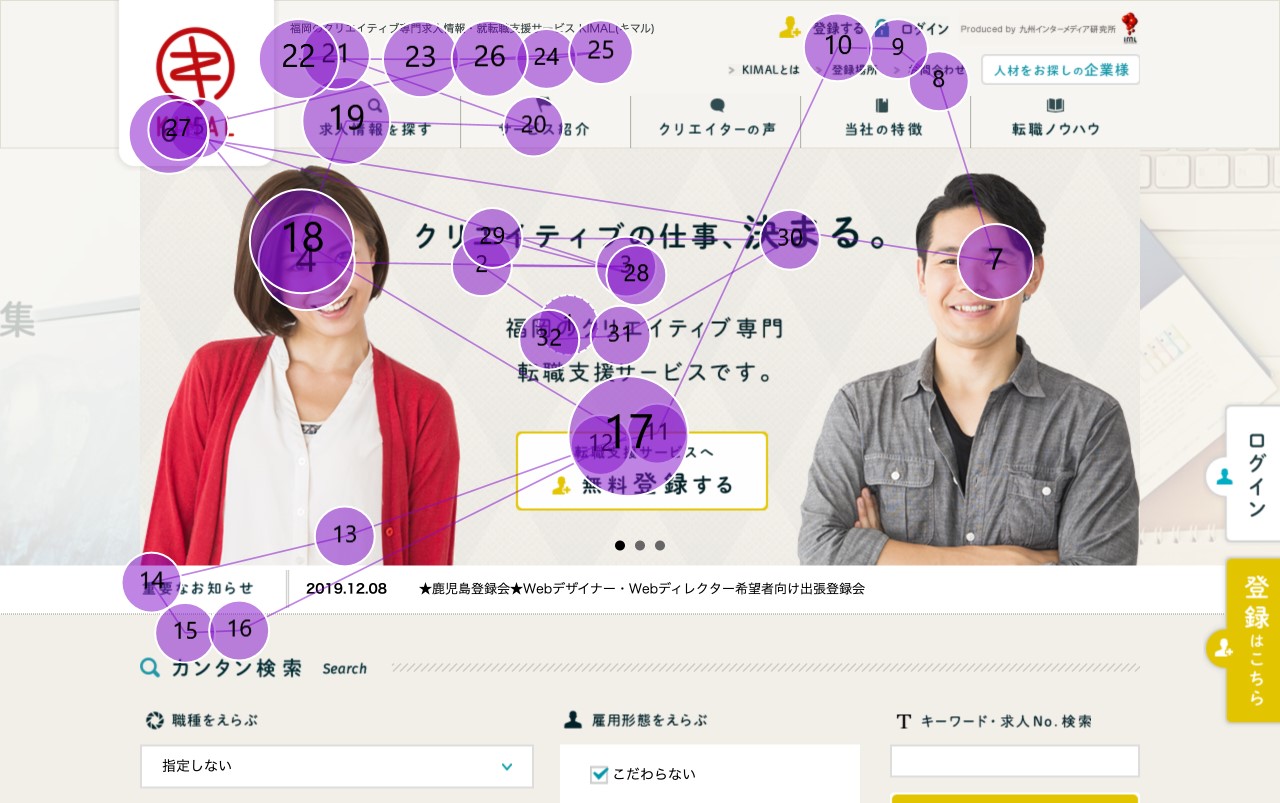 福岡のクリエイティブ専門求人情報・就転職支援サービス KIMAL(キマル)
登録する
ログイン
Produced by 九州インターメディア研究所
iML
KIMALとは
登録場所
お問合わせ
人材をお探しの企業様
求人情報を探す
サービス紹介
クリエイターの声
当社の特徴
転職ノウハウ
クリエイティブの仕事、決まる。
福岡のクリエイティブ専門
転職支援サービスです。
転職支援サービスへ
無料登録する
集
ログイン
登録はこちら
重要なお知らせ
2019.12.08
★鹿児島登録会★Webデザイナー・Webディレクター希望者向け出張登録会
カンタン検索
Search
職種をえらぶ
雇用形態をえらぶ
キーワード・求人No. 検索
指定しない
こだわらない
2
4
7
8
9
10
11
12
13
14
15
16
17
18
19
20
21
22
23
24
25
26
27
28
29
30
31
32